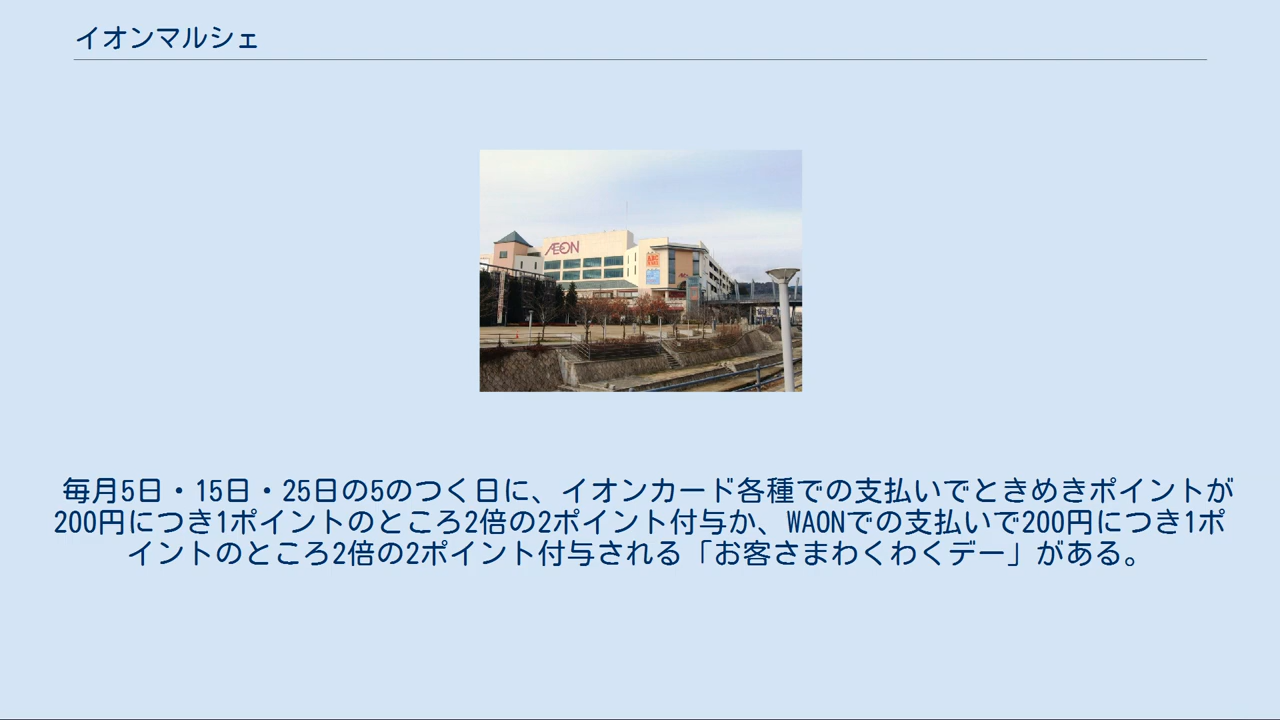 イオンマルシェ
ÆON
ABC
毎月5日・15日・25日の5のつく日に、イオンカード各種での支払いでときめきポイントが
200円につき1ポイントのところ2倍の2ポイント付与か、WAONでの支払いで200円につき1ポ
イントのところ2倍の2ポイント付与される「お客さまわくわくデー」がある。